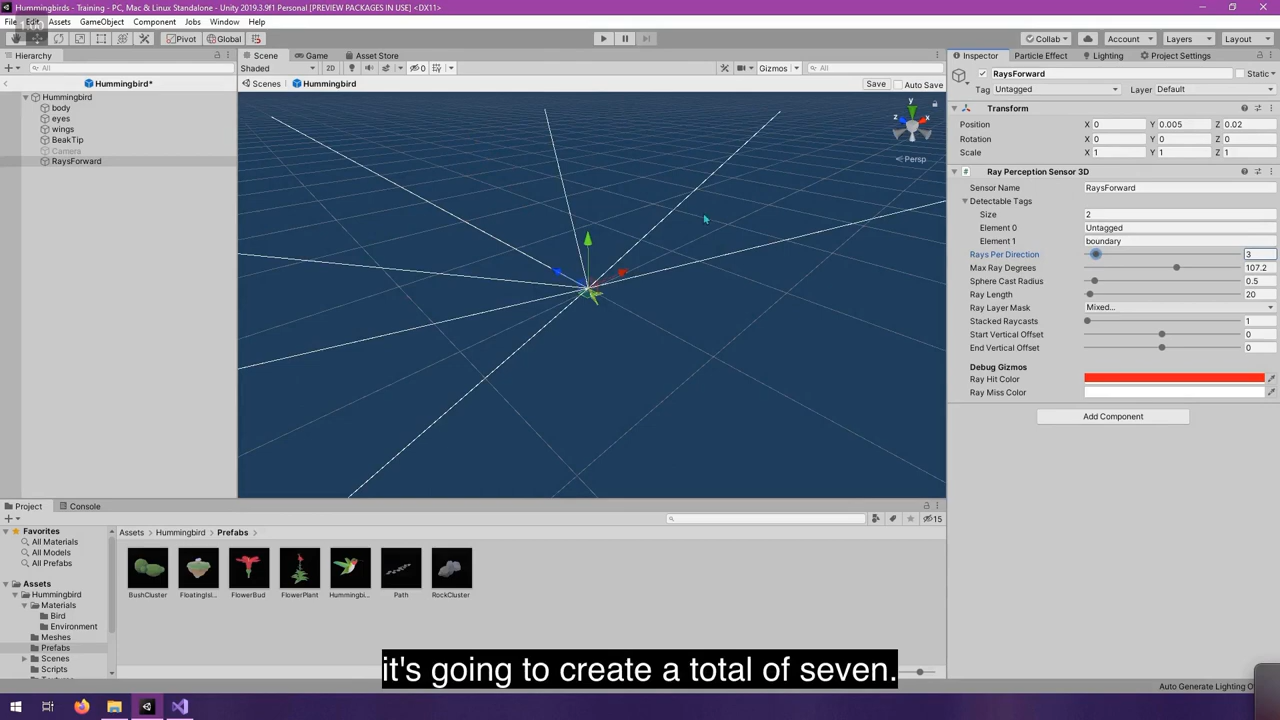 Hummingbirds - Training - PC, Mac & Linux Standalone - Unity 2019.3.9f1 Personal [PREVIEW PACKAGES IN USE] <DX11>
File Edit Assets GameObject Component Jobs Window Help
Pivot Global Collab Account Layers Layout
Hierarchy Scene Game Asset Store Inspector Particle Effect Lighting Project Settings
All Shaded 2D 0 Gizmos All RaysForward Static
Hummingbird* Scenes Hummingbird Save Auto Save Tag Untagged Layer Default
Hummingbird
body
eyes
wings
BeakTip
Camera
RaysForward
y
z x
Persp
Transform
Position X 0 Y 0.005 Z 0.02
Rotation X 0 Y 0 Z 0
Scale X 1 Y 1 Z 1
Ray Perception Sensor 3D
Sensor Name RaysForward
Detectable Tags
Size 2
Element 0 Untagged
Element 1 boundary
Rays Per Direction 3
Max Ray Degrees 107.2
Sphere Cast Radius 0.5
Ray Length 20
Ray Layer Mask Mixed...
Stacked Raycasts 1
Start Vertical Offset 0
End Vertical Offset 0
Debug Gizmos
Ray Hit Color
Ray Miss Color
Add Component
Project Console
15
Favorites
All Materials
All Models
All Prefabs
Assets
Hummingbird
Materials
Bird
Environment
Meshes
Prefabs
Scenes
Scripts
Assets > Hummingbird > Prefabs >
BushCluster FloatingIsl... FlowerBud FlowerPlant Hummingbi... Path RockCluster
it's going to create a total of seven.
Auto Generate Lighting O